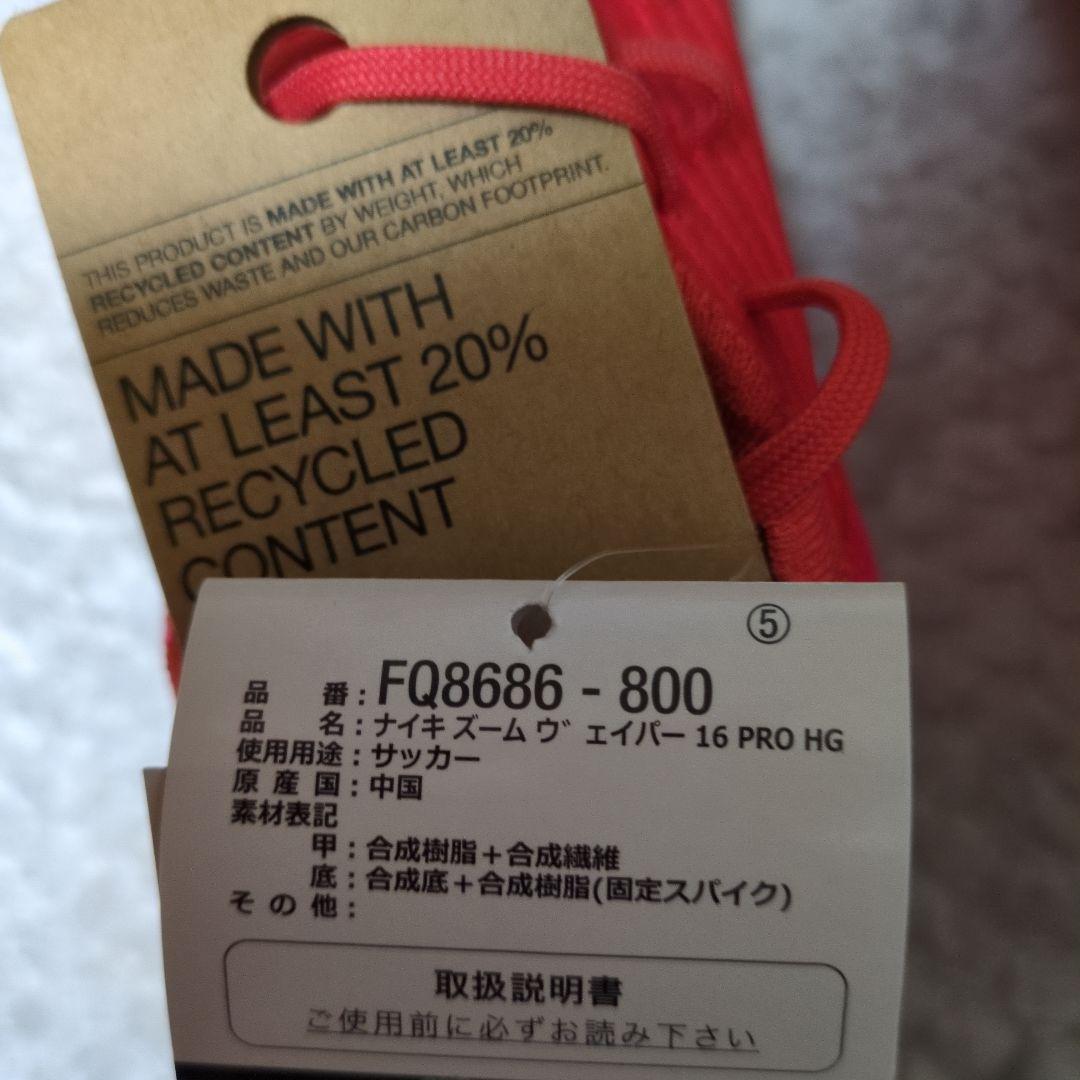 THIS PRODUCT IS MADE WITH AT LEAST 20%
RECYCLED CONTENT BY WEIGHT, WHICH
REDUCES WASTE AND OUR CARBON FOOTPRINT.
MADE WITH
AT LEAST 20%
RECYCLED
CONTENT
⑤
品 番：FQ8686 - 800
品 名：ナイキ ズーム ヴェイパー 16 PRO HG
使用用途：サッカー
原産国：中国
素材表記
甲：合成樹脂＋合成繊維
底：合成底＋合成樹脂(固定スパイク)
その他：
取扱説明書
ご使用前に必ずお読み下さい